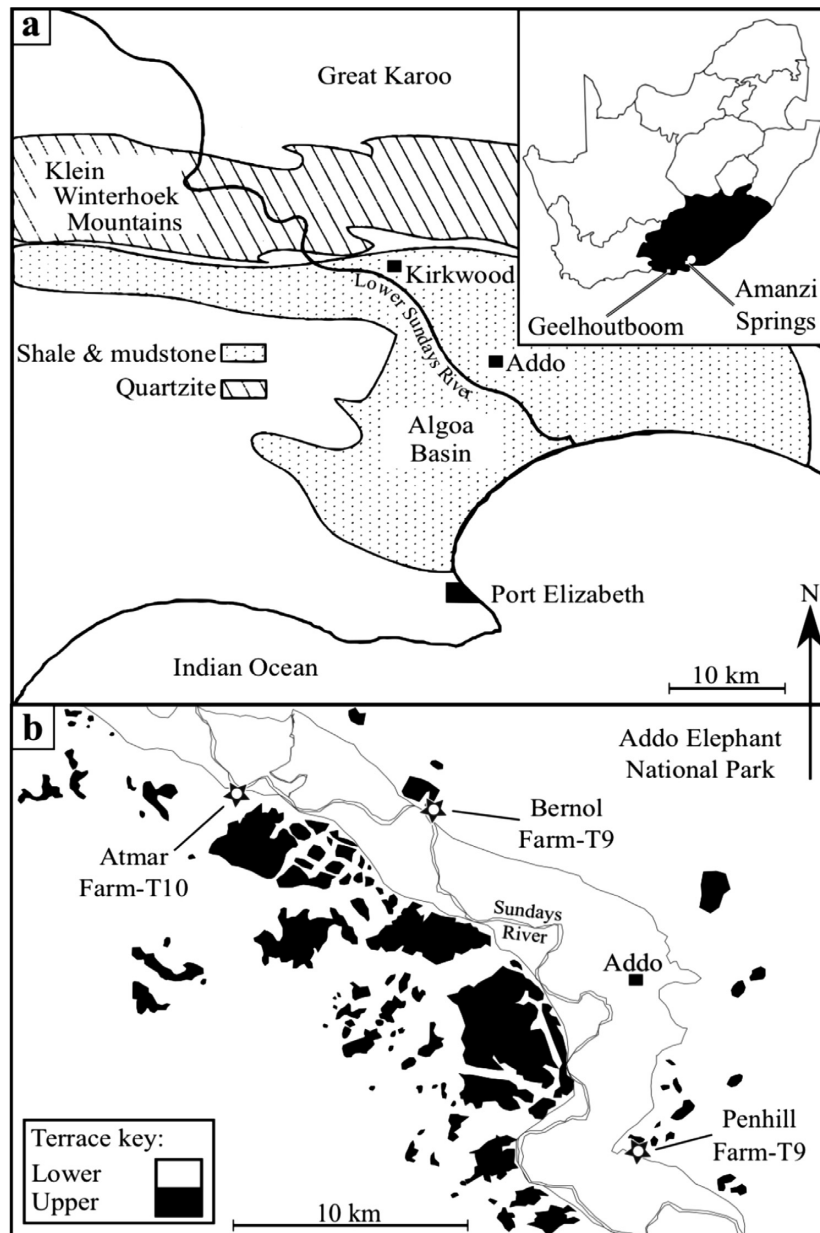 a
Great Karoo
Klein
Winterhoek
Mountains
Kirkwood
Lower Sundays River
Addo
Shale & mudstone
Quartzite
Algoa
Basin
Port Elizabeth
Indian Ocean
10 km
N
Amanzi
Springs
Geelhoutboom
b
Addo Elephant
National Park
Bernol
Farm-T9
Atmar
Farm-T10
Sundays
River
Addo
Penhill
Farm-T9
Terrace key:
Lower
Upper
10 km